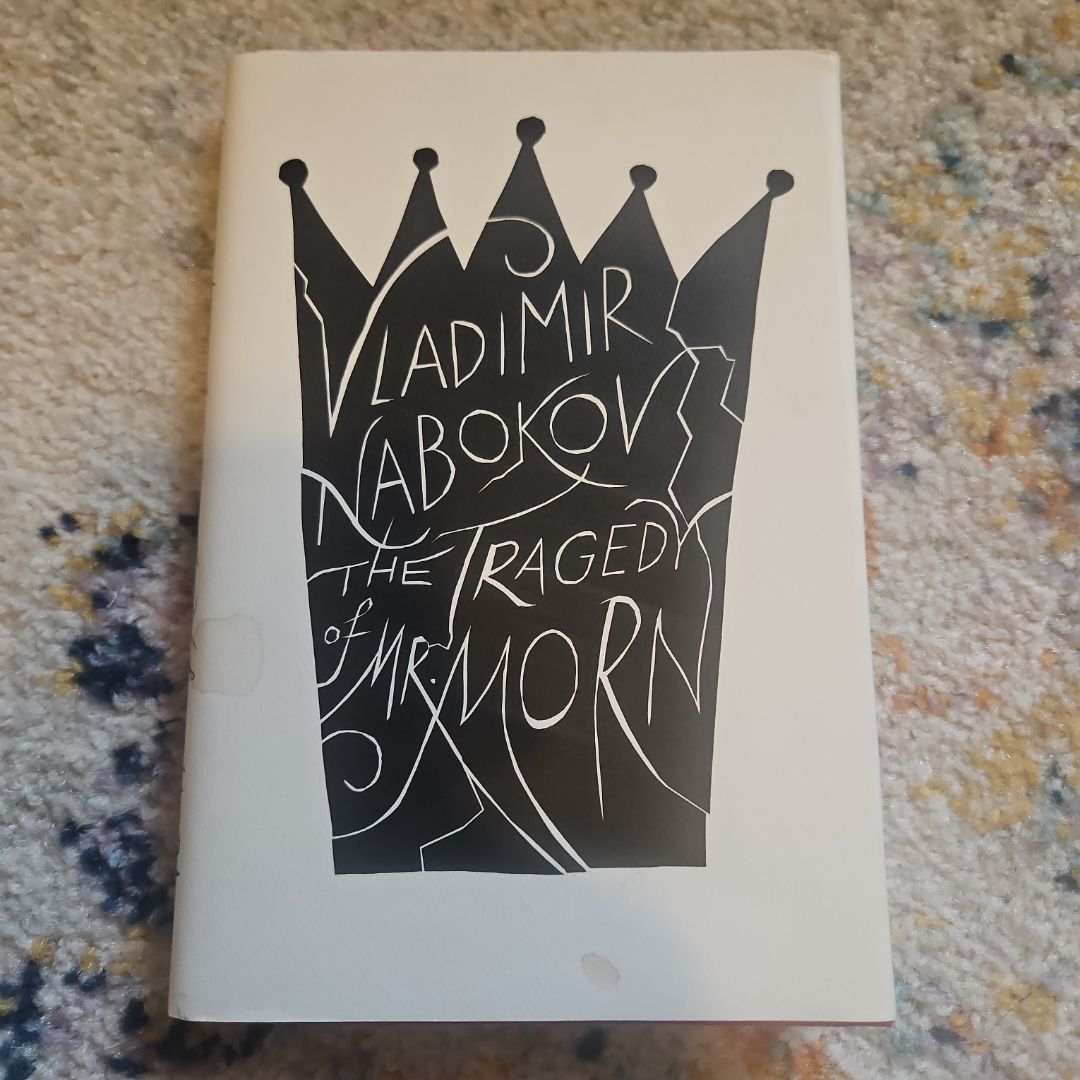 VLADIMIR
NABOKOV
THE TRAGEDY
of MR. MORN